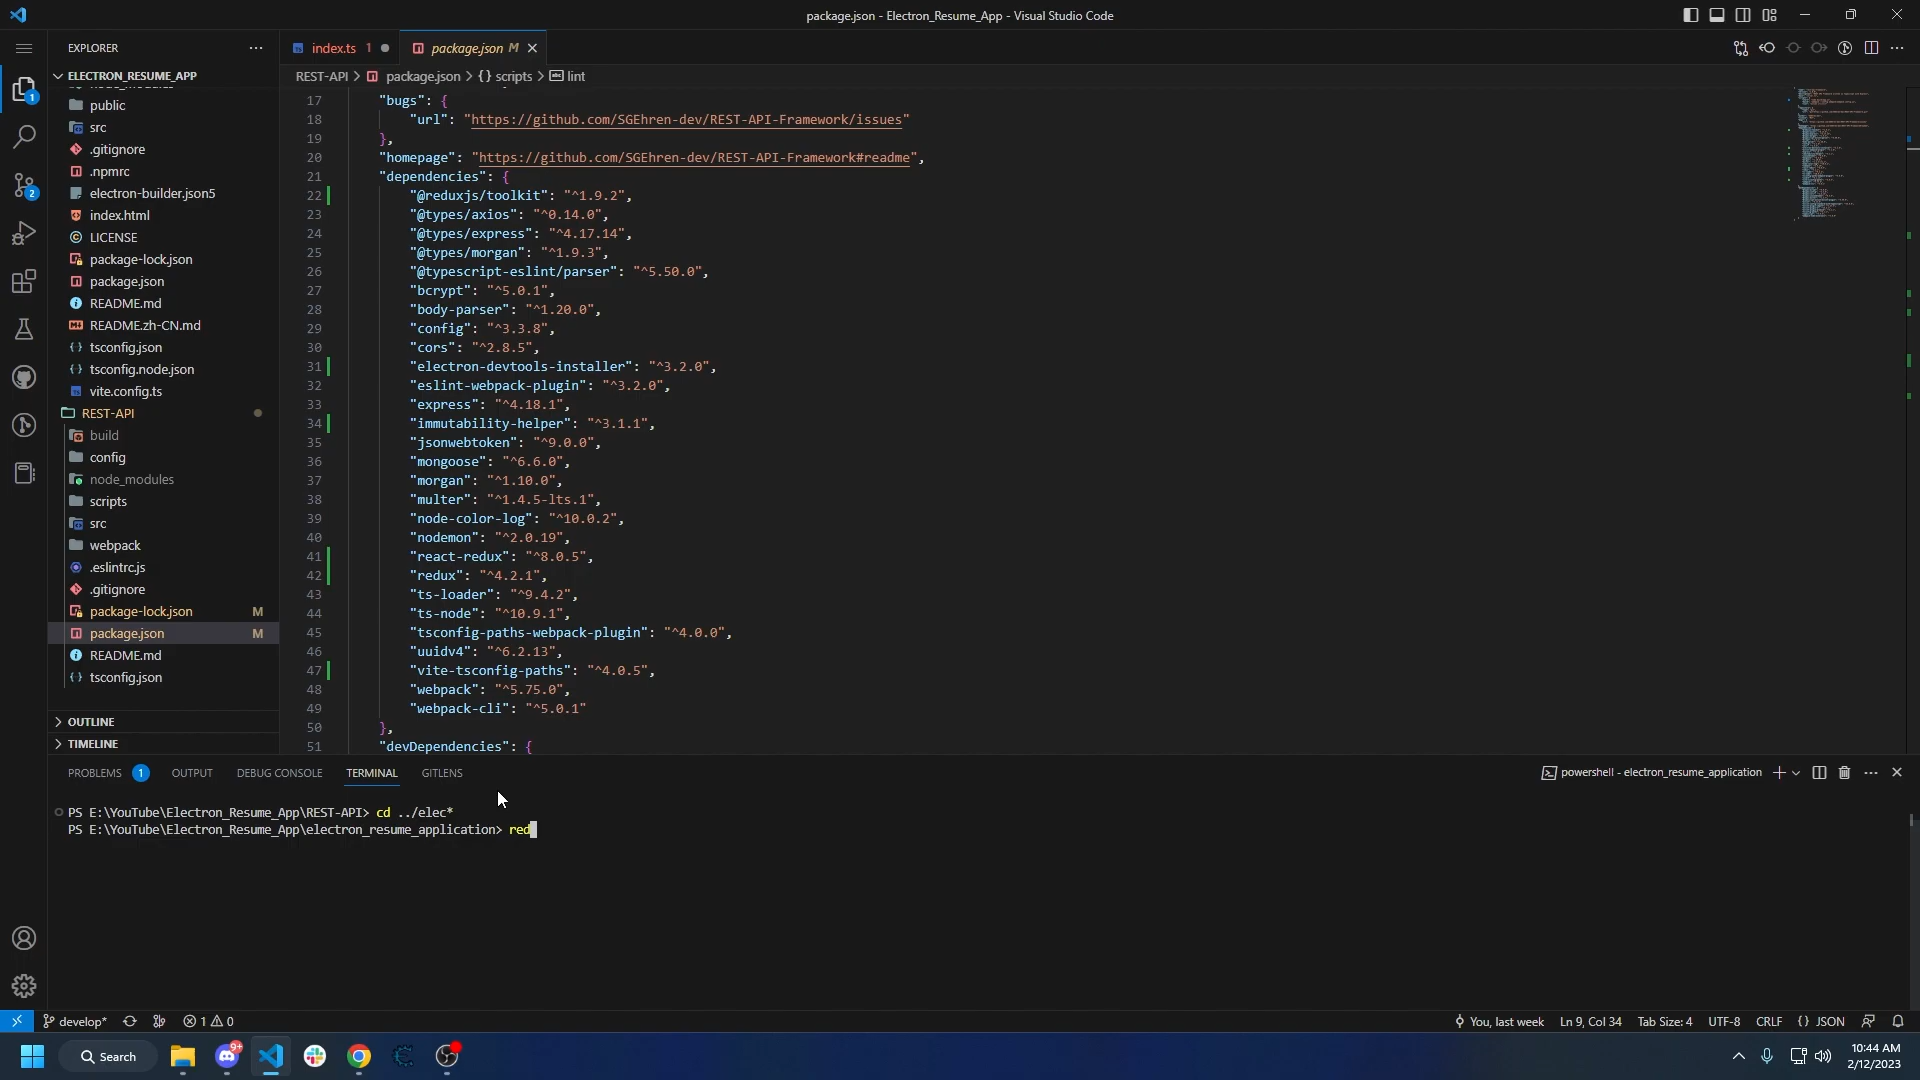 package.json - Electron_Resume_App - Visual Studio Code
EXPLORER
ELECTRON_RESUME_APP
node_modules
public
src
.gitignore
.npmrc
electron-builder.json5
index.html
LICENSE
package-lock.json
package.json
README.md
README.zh-CN.md
tsconfig.json
tsconfig.node.json
vite.config.ts
REST-API
build
config
node_modules
scripts
src
webpack
.eslintrc.js
.gitignore
package-lock.json M
package.json M
README.md
tsconfig.json
OUTLINE
TIMELINE
1
2
index.ts 1
package.json M
REST-API > package.json > {} scripts > lint
17 "bugs": {
18 "url": "https://github.com/SGEhren-dev/REST-API-Framework/issues"
19 },
20 "homepage": "https://github.com/SGEhren-dev/REST-API-Framework#readme",
21 "dependencies": {
22 "@reduxjs/toolkit": "^1.9.2",
23 "@types/axios": "^0.14.0",
24 "@types/express": "^4.17.14",
25 "@types/morgan": "^1.9.3",
26 "@typescript-eslint/parser": "^5.50.0",
27 "bcrypt": "^5.0.1",
28 "body-parser": "^1.20.0",
29 "config": "^3.3.8",
30 "cors": "^2.8.5",
31 "electron-devtools-installer": "^3.2.0",
32 "eslint-webpack-plugin": "^3.2.0",
33 "express": "^4.18.1",
34 "immutability-helper": "^3.1.1",
35 "jsonwebtoken": "^9.0.0",
36 "mongoose": "^6.6.0",
37 "morgan": "^1.10.0",
38 "multer": "^1.4.5-lts.1",
39 "node-color-log": "^10.0.2",
40 "nodemon": "^2.0.19",
41 "react-redux": "^8.0.5",
42 "redux": "^4.2.1",
43 "ts-loader": "^9.4.2",
44 "ts-node": "^10.9.1",
45 "tsconfig-paths-webpack-plugin": "^4.0.0",
46 "uuidv4": "^6.2.13",
47 "vite-tsconfig-paths": "^4.0.5",
48 "webpack": "^5.75.0",
49 "webpack-cli": "^5.0.1"
50 },
51 "devDependencies": {
PROBLEMS 1 OUTPUT DEBUG CONSOLE TERMINAL GITLENS
powershell - electron_resume_application
PS E:\YouTube\Electron_Resume_App\REST-API> cd ../elec*
PS E:\YouTube\Electron_Resume_App\electron_resume_application> red
develop* 1 0
You, last week Ln 9, Col 34 Tab Size: 4 UTF-8 CRLF {} JSON
Search
9+
10:44 AM
2/12/2023